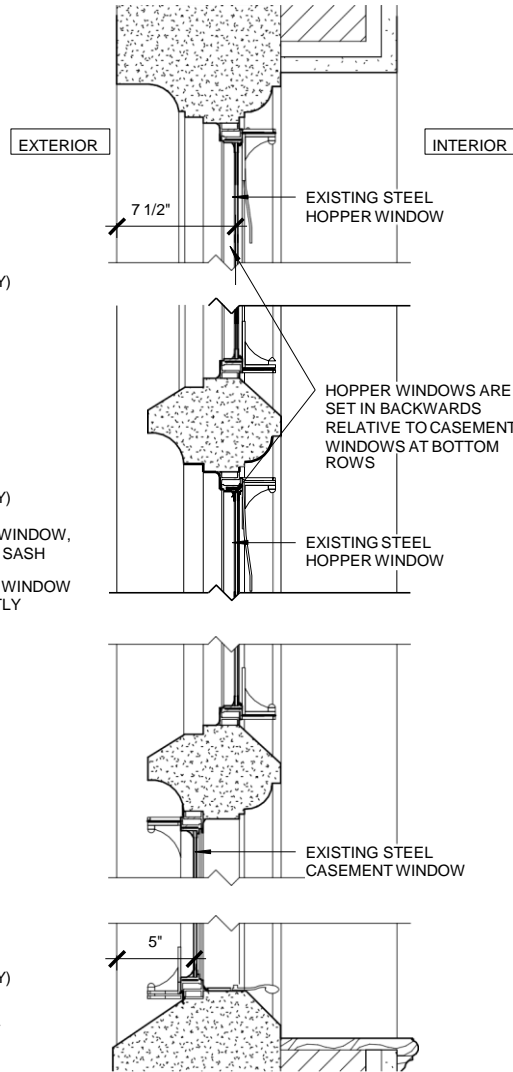 EXTERIOR
INTERIOR
7 1/2"
EXISTING STEEL
HOPPER WINDOW
Y)
HOPPER WINDOWS ARE
SET IN BACKWARDS
RELATIVE TO CASEMENT
WINDOWS AT BOTTOM
ROWS
Y)
WINDOW,
SASH
WINDOW
TLY
EXISTING STEEL
HOPPER WINDOW
EXISTING STEEL
CASEMENT WINDOW
5"
Y)